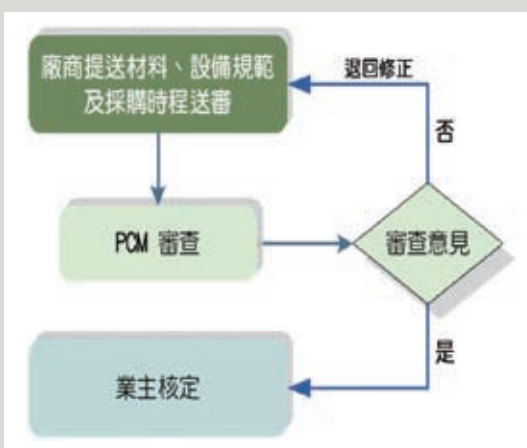 廠商提送材料、設備規範
及採購時程送審
退回修正
否
PCM 審查
審查意見
是
業主核定